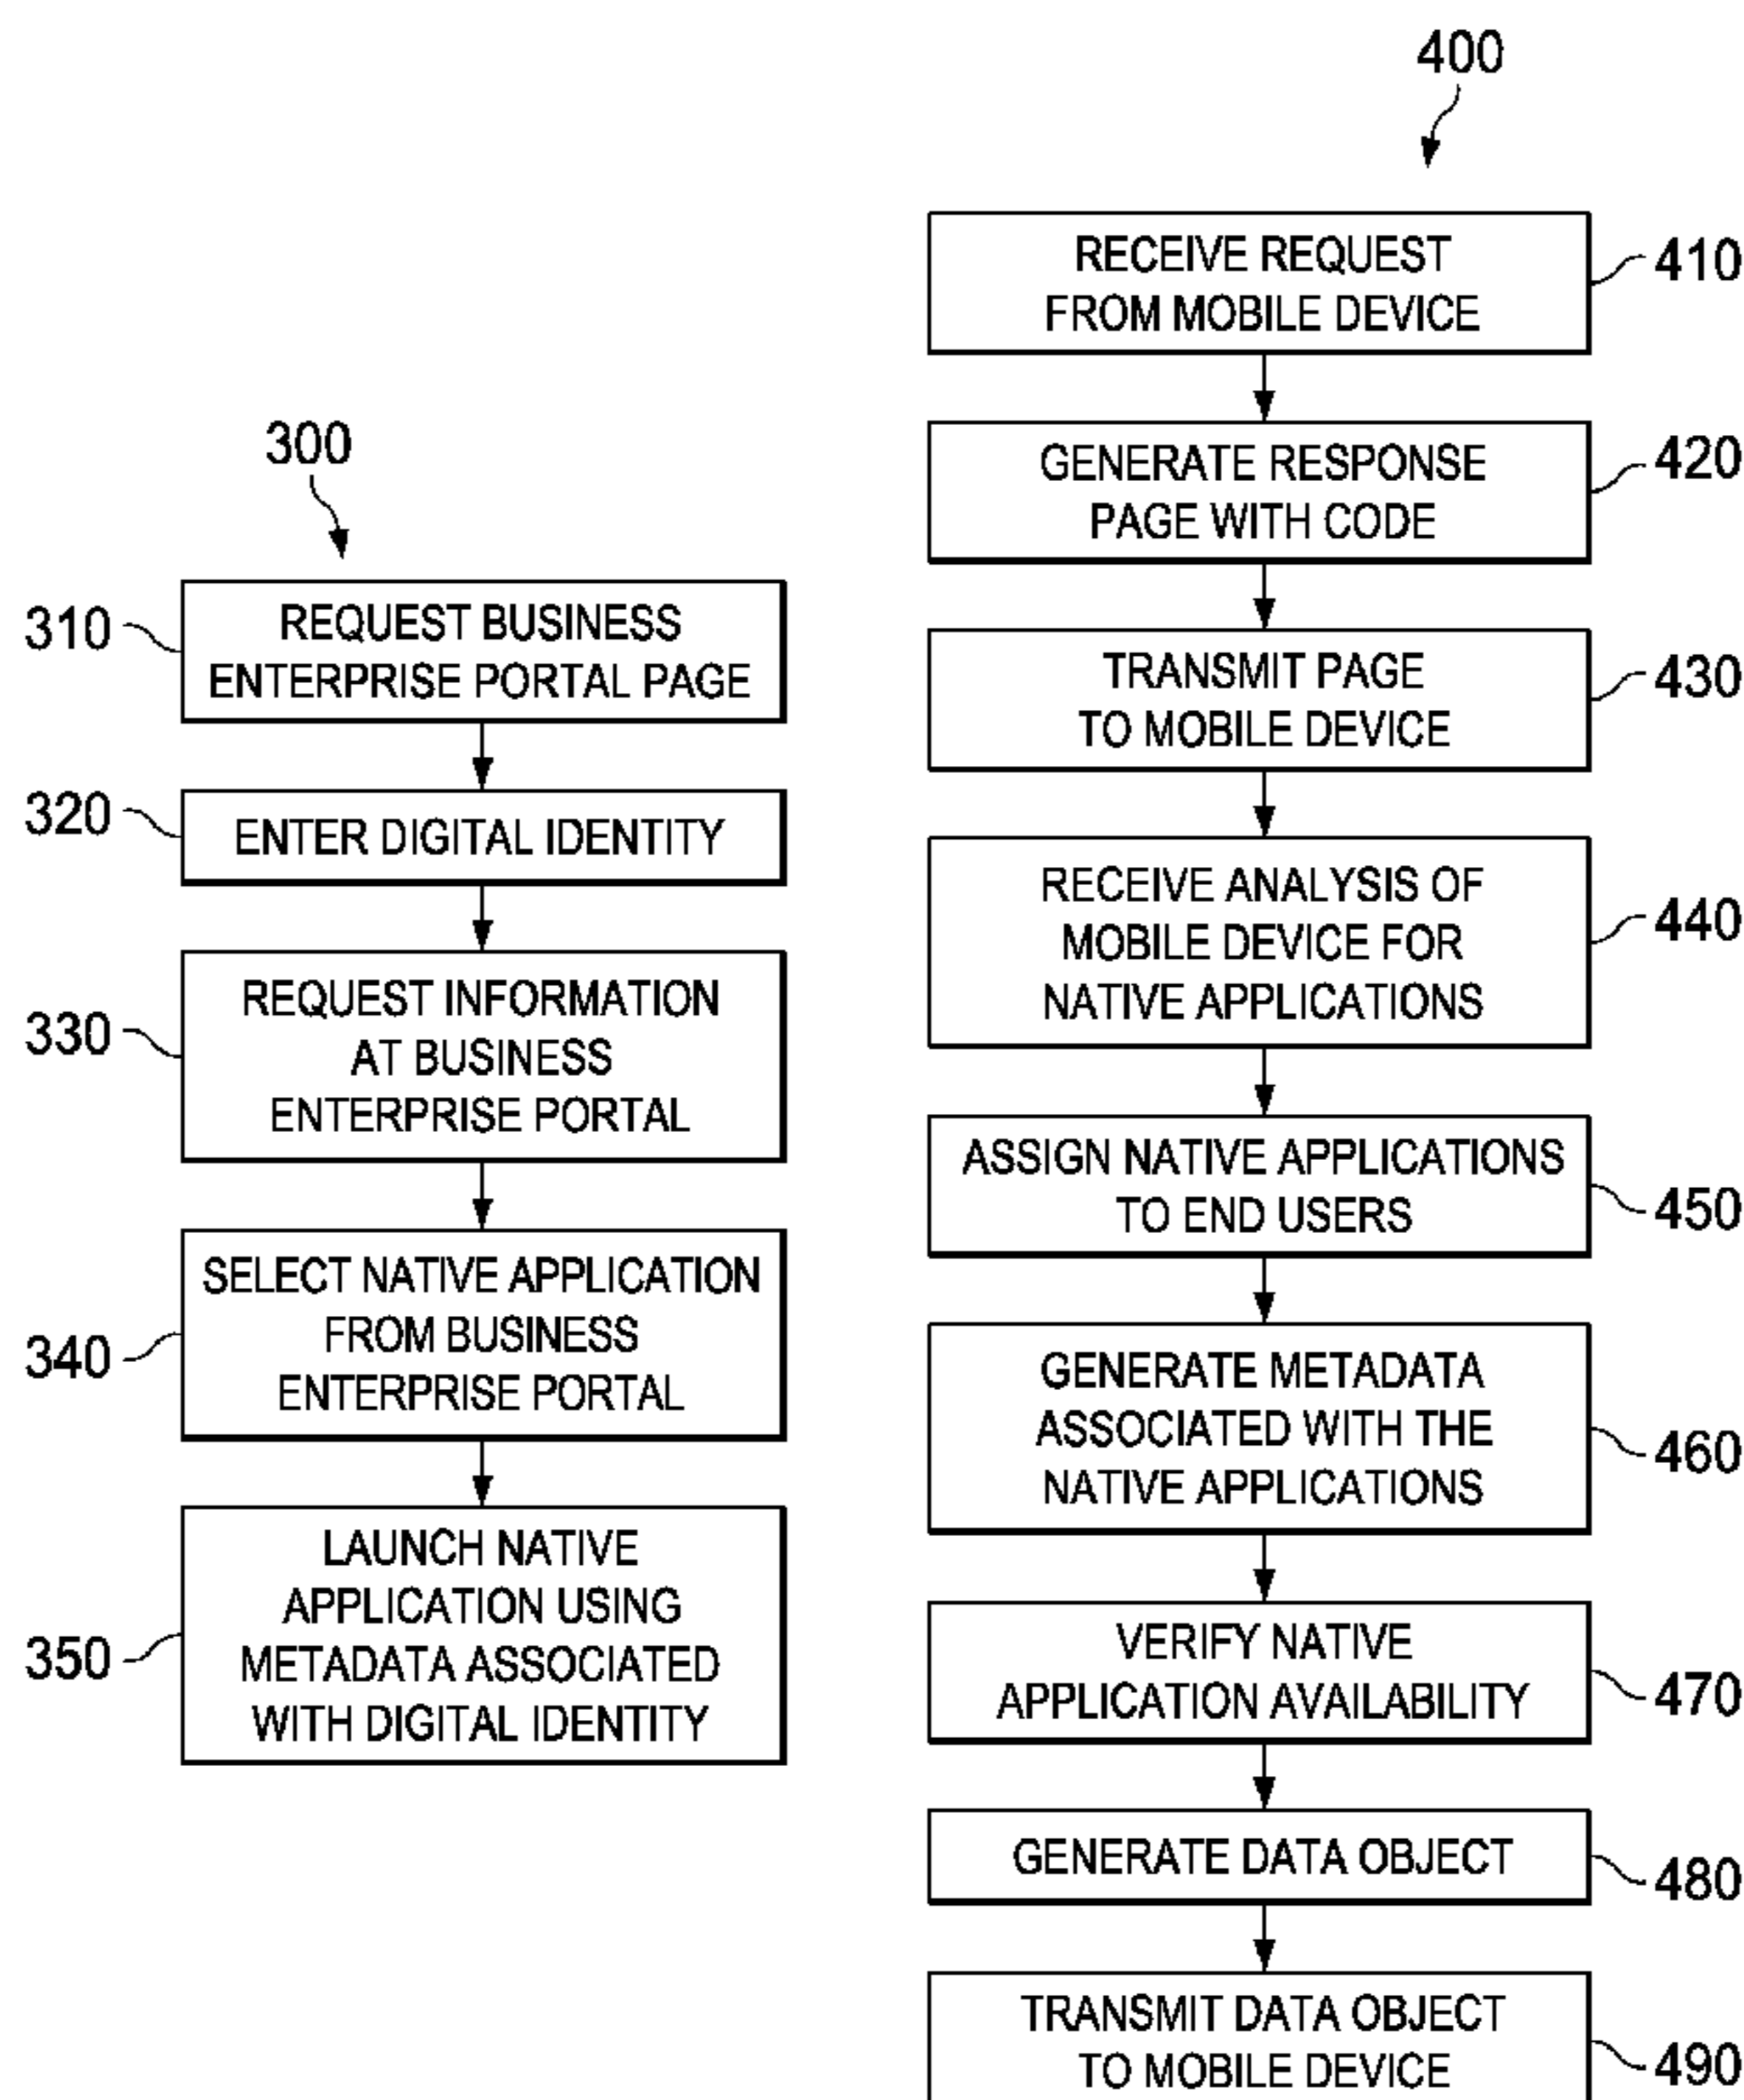 300
310
REQUEST BUSINESS
ENTERPRISE PORTAL PAGE
320
ENTER DIGITAL IDENTITY
330
REQUEST INFORMATION
AT BUSINESS
ENTERPRISE PORTAL
340
SELECT NATIVE APPLICATION
FROM BUSINESS
ENTERPRISE PORTAL
350
LAUNCH NATIVE
APPLICATION USING
METADATA ASSOCIATED
WITH DIGITAL IDENTITY
400
RECEIVE REQUEST
FROM MOBILE DEVICE
410
GENERATE RESPONSE
PAGE WITH CODE
420
TRANSMIT PAGE
TO MOBILE DEVICE
430
RECEIVE ANALYSIS OF
MOBILE DEVICE FOR
NATIVE APPLICATIONS
440
ASSIGN NATIVE APPLICATIONS
TO END USERS
450
GENERATE METADATA
ASSOCIATED WITH THE
NATIVE APPLICATIONS
460
VERIFY NATIVE
APPLICATION AVAILABILITY
470
GENERATE DATA OBJECT
480
TRANSMIT DATA OBJECT
TO MOBILE DEVICE
490